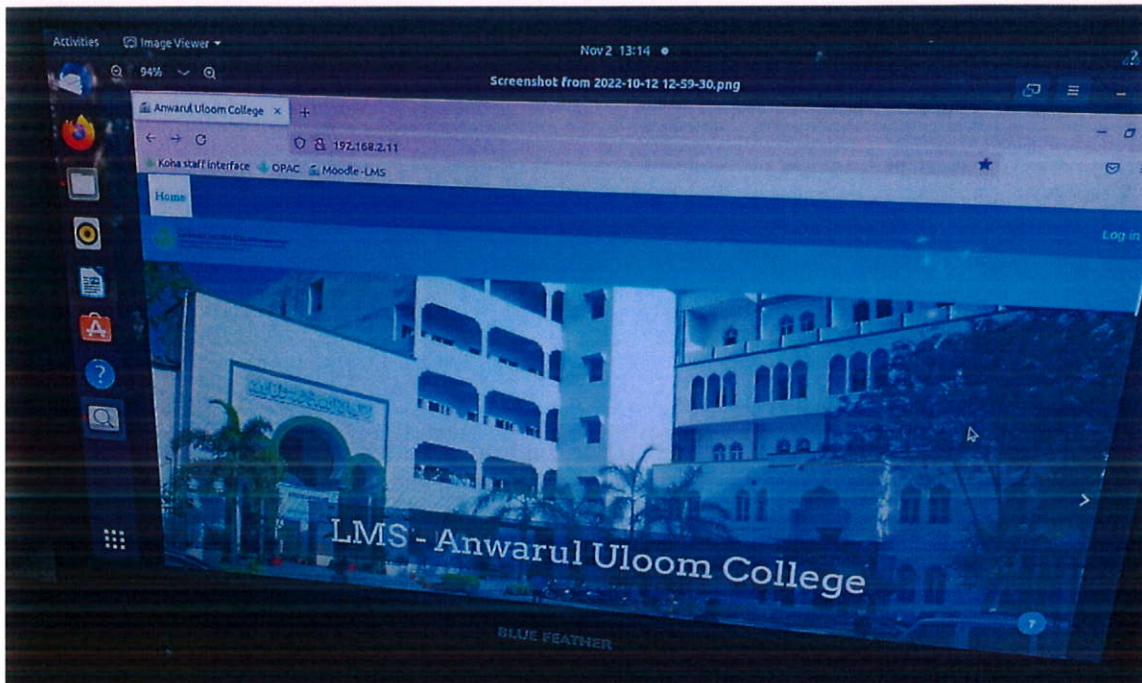 Activities Image Viewer Nov 2 13:14
94% Screenshot from 2022-10-12 12-59-30.png
Anwarul Uloom College × +
192.168.2.11
Koha staff interface OPAC Moodle-LMS
Home
Log in
LMS - Anwarul Uloom College
?
BLUE FEATHER